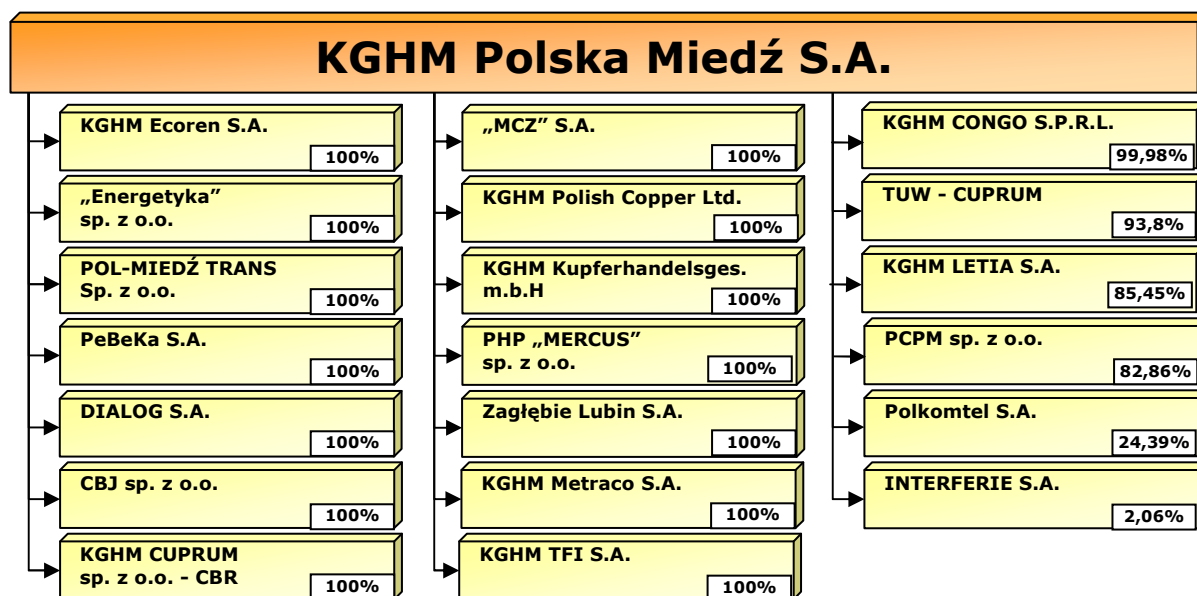 KGHM Polska Miedź S.A.
KGHM Ecoren S.A.
100%
„Energetyka”
sp. z o.o.
100%
POL-MIEDŹ TRANS
Sp. z o.o.
100%
PeBeKa S.A.
100%
DIALOG S.A.
100%
CBJ sp. z o.o.
100%
KGHM CUPRUM
sp. z o.o. - CBR
100%
„MCZ” S.A.
100%
KGHM Polish Copper Ltd.
100%
KGHM Kupferhandelsges.
m.b.H
100%
PHP „MERCUS”
sp. z o.o.
100%
Zagłębie Lubin S.A.
100%
KGHM Metraco S.A.
100%
KGHM TFI S.A.
100%
KGHM CONGO S.P.R.L.
99,98%
TUW - CUPRUM
93,8%
KGHM LETIA S.A.
85,45%
PCPM sp. z o.o.
82,86%
Polkomtel S.A.
24,39%
INTERFERIE S.A.
2,06%